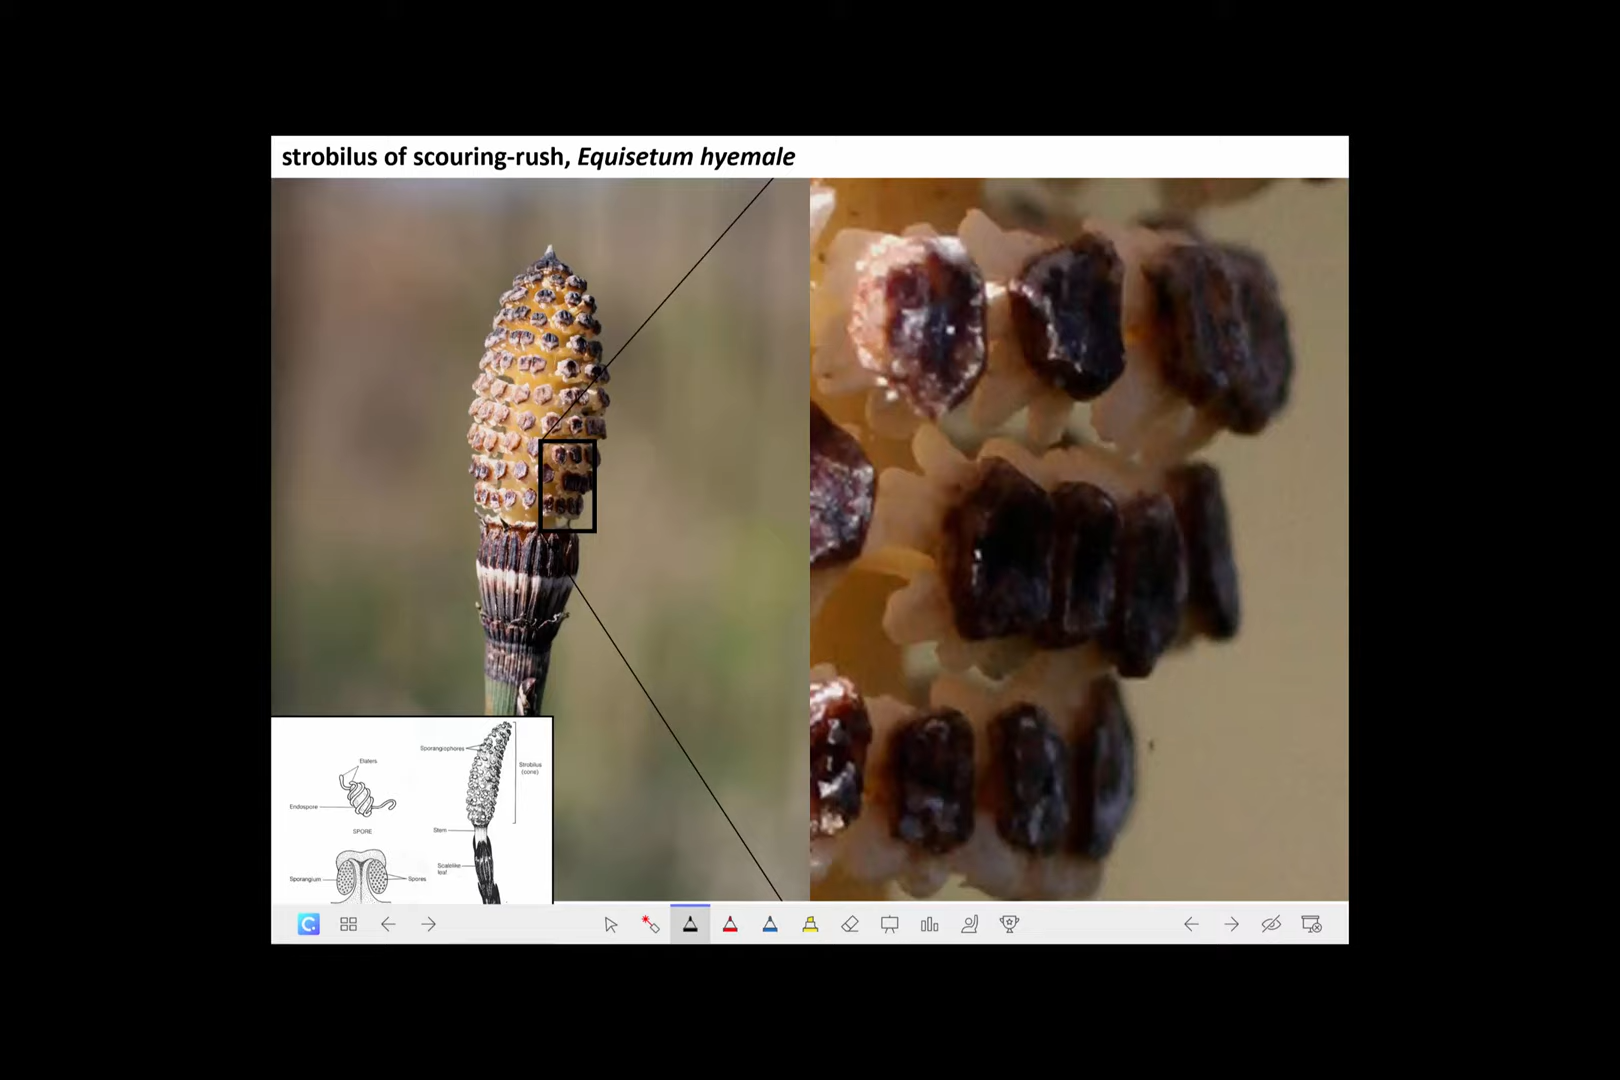 strobilus of scouring-rush, Equisetum hyemale
Sporangiophores
Strobilus
(cone)
Elaters
Endospore
SPORE
Stem
Scalelike
leaf
Sporangium
Spores
C